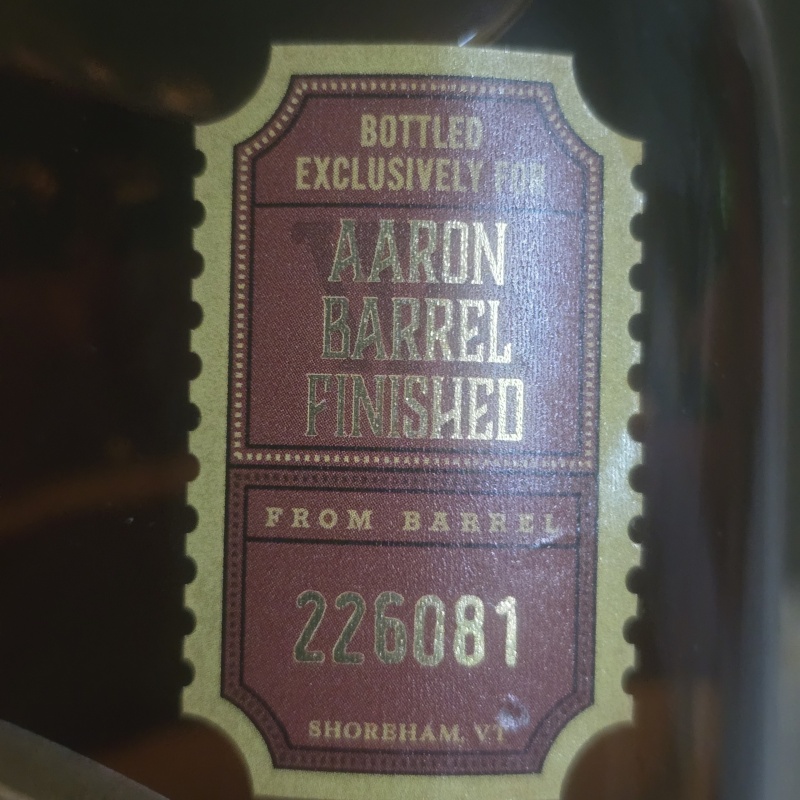 BOTTLED
EXCLUSIVELY FOR
AARON
BARREL
FINISHED
FROM BARREL
226081
SHOREHAM, VT